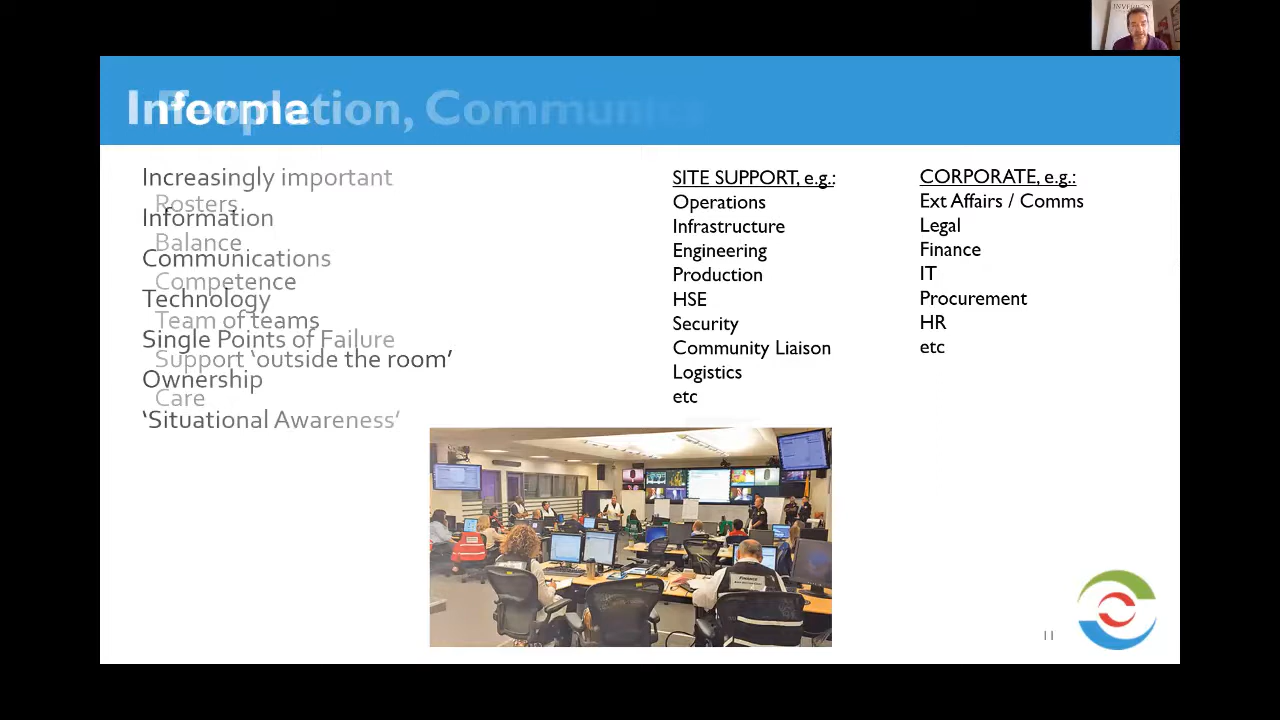 People
Information, Communica
Increasingly important
Rosters
Information
Balance
Communications
Competence
Technology
Team of teams
Single Points of Failure
Support ‘outside the room’
Ownership
Care
‘Situational Awareness’
SITE SUPPORT, e.g.:
Operations
Infrastructure
Engineering
Production
HSE
Security
Community Liaison
Logistics
etc
CORPORATE, e.g.:
Ext Affairs / Comms
Legal
Finance
IT
Procurement
HR
etc
FINANCE
11